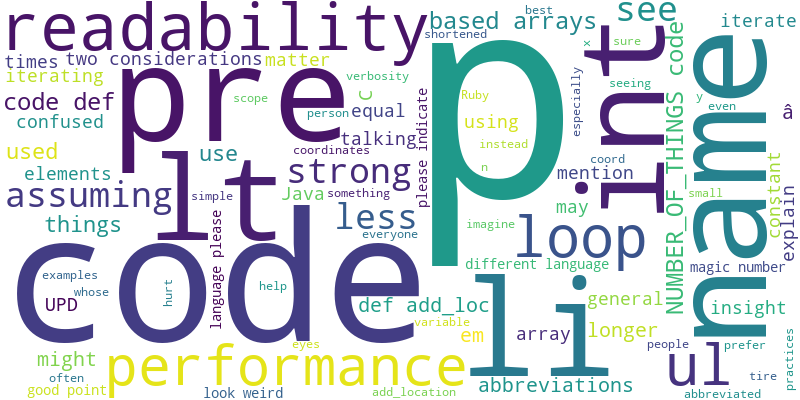 readability
based arrays
see
best
shortened
iterate
times
two considerations
matter
x
sure
pre
p
int
name
NUMBER_OF_THINGS code
iterating
verbosity
seeing
code def
scope
C
equal
Ruby
y
even
â
confused
person
using
especially
talking
instead
used
use
coordinates
n
coord
elements
strong
please indicate
mention
assuming
lt
simple
Java
something
may
small
constant
explain
things
less
imagine
loop
language please
everyone
code
different language
magic number
examples
whose
hurt
help
li
UPD
def add_loc
general
insight
variable
em
array
longer
might
eyes
people
prefer
performance
ul
often
tire
practices
good point
look weird
add_location
abbreviations
abbreviated